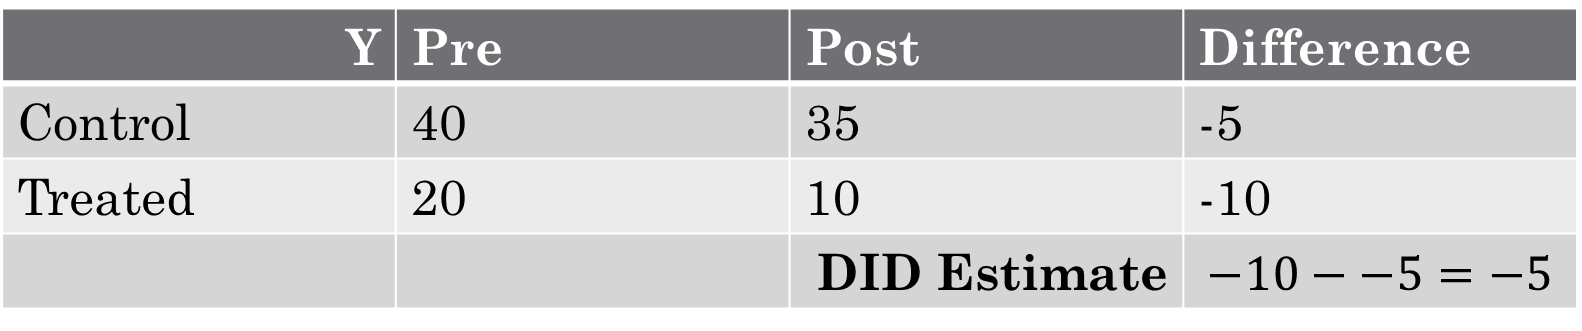 Y Pre Post Difference
Control 40 35 -5
Treated 20 10 -10
DID Estimate −10 − −5 = −5